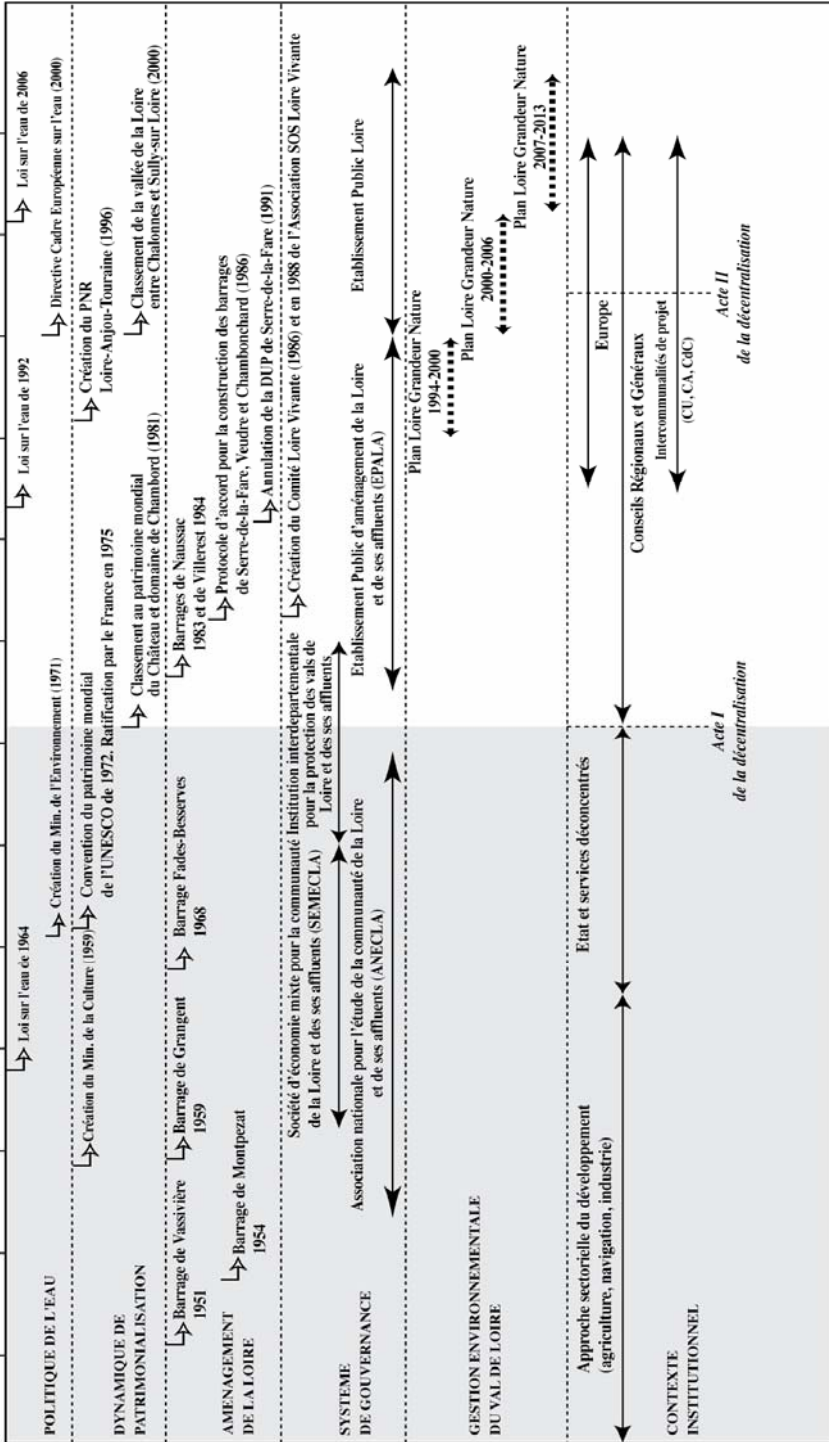 POLITIQUE DE L'EAU
Loi sur l'eau de 1964
Loi sur l'eau de 1992
Loi sur l'eau de 2006
Création du Min. de l'Environnement (1971)
Directive Cadre Européenne sur l'eau (2000)
DYNAMIQUE DE
PATRIMONIALISATION
Création du Min. de la Culture (1959)
Convention du patrimoine mondial
de l'UNESCO de 1972. Ratification par le France en 1975
Création du PNR
Loire-Anjou-Touraine (1996)
Classement au patrimoine mondial
du Château et domaine de Chambord (1981)
Classement de la vallée de la Loire
entre Chalonnes et Sully-sur Loire (2000)
AMENAGEMENT
DE LA LOIRE
Barrage de Vassivière
1951
Barrage de Grangent
1959
Barrage Fades-Besserves
1968
Barrages de Naussac
1983 et de Villerest 1984
Barrage de Montpezat
1954
Protocole d'accord pour la construction des barrages
de Serre-de-la-Fare, Veudre et Chambonchard (1986)
Annulation de la DUP de Serre-de-la-Fare (1991)
SYSTEME
DE GOUVERNANCE
Création du Comité Loire Vivante (1986) et en 1988 de l'Association SOS Loire Vivante
Société d'économie mixte pour la communauté
de la Loire et des ses affluents (SEMECLA)
Institution interdepartementale
pour la protection des vals de
Loire et des ses affluents
Association nationale pour l'étude de la communauté de la Loire
et de ses affluents (ANECLA)
Etablissement Public d'aménagement de la Loire
et de ses affluents (EPALA)
Etablissement Public Loire
GESTION ENVIRONNEMENTALE
DU VAL DE LOIRE
Plan Loire Grandeur Nature
1994-2000
Plan Loire Grandeur Nature
2000-2006
Plan Loire Grandeur Nature
2007-2013
CONTEXTE
INSTITUTIONNEL
Approche sectorielle du développement
(agriculture, navigation, industrie)
Etat et services déconcentrés
Europe
Conseils Régionaux et Généraux
Intercommunalités de projet
(CU, CA, CdC)
Acte I
de la décentralisation
Acte II
de la décentralisation